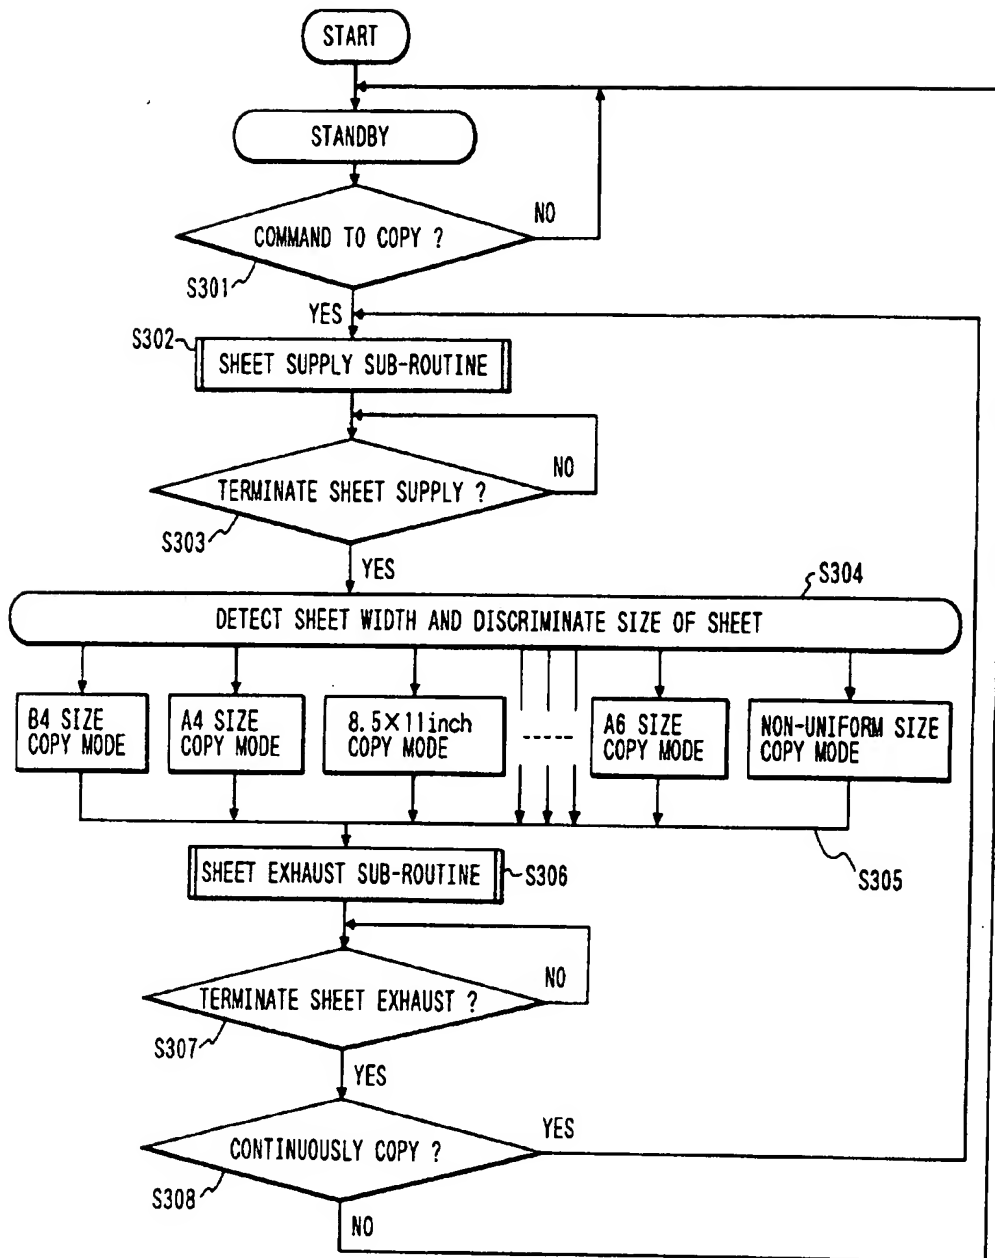 START
STANDBY
COMMAND TO COPY ?
NO
S301
YES
S302
SHEET SUPPLY SUB-ROUTINE
TERMINATE SHEET SUPPLY ?
NO
S303
YES
S304
DETECT SHEET WIDTH AND DISCRIMINATE SIZE OF SHEET
B4 SIZE
COPY MODE
A4 SIZE
COPY MODE
8.5×11inch
COPY MODE
-----
A6 SIZE
COPY MODE
NON-UNIFORM SIZE
COPY MODE
S305
SHEET EXHAUST SUB-ROUTINE
S306
TERMINATE SHEET EXHAUST ?
NO
S307
YES
CONTINUOUSLY COPY ?
YES
S308
NO